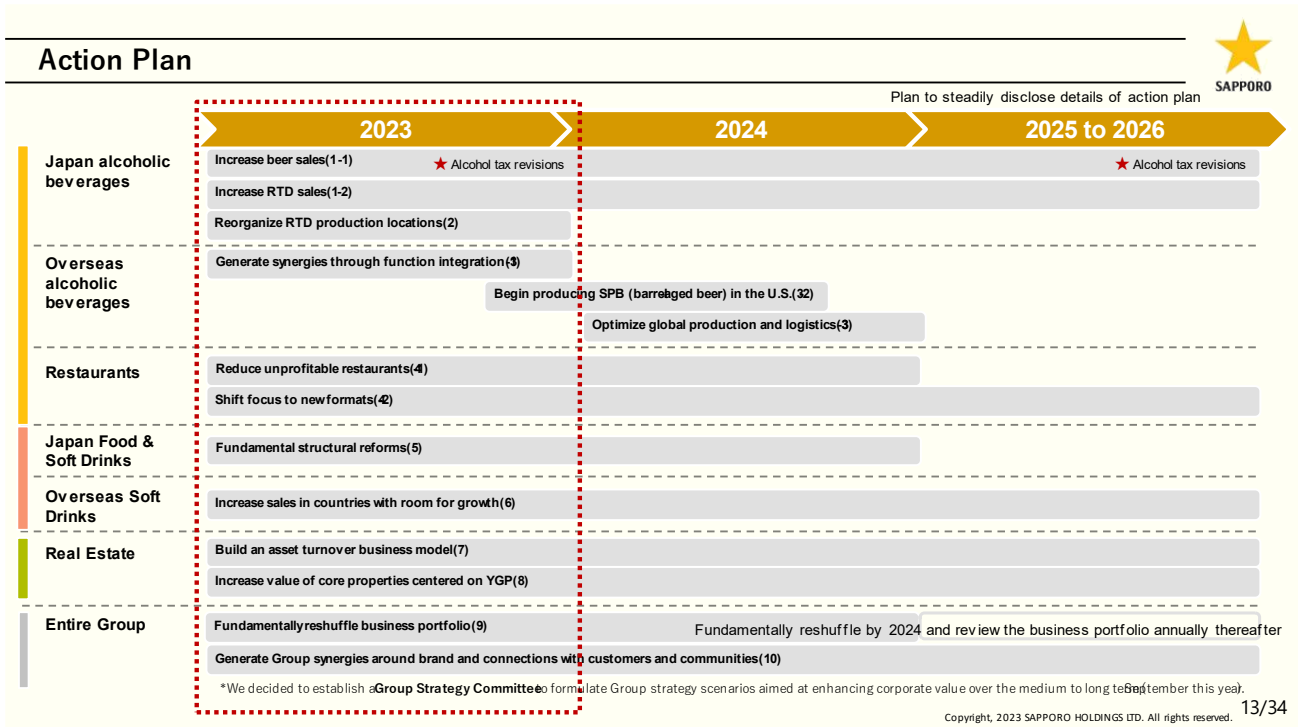 Action Plan
SAPPORO
Plan to steadily disclose details of action plan
2023
2024
2025 to 2026
Japan alcoholic
beverages
Increase beer sales(1-1)
★ Alcohol tax revisions
★ Alcohol tax revisions
Increase RTD sales(1-2)
Reorganize RTD production locations(2)
Overseas
alcoholic
beverages
Generate synergies through function integration
Begin producing SPB (barrel-aged beer) in the U.S.
Optimize global production and logistics
Restaurants
Reduce unprofitable restaurants
Shift focus to new formats
Japan Food &
Soft Drinks
Fundamental structural reforms(5)
Overseas Soft
Drinks
Increase sales in countries with room for growth(6)
Real Estate
Build an asset turnover business model(7)
Increase value of core properties centered on YGP(8)
Entire Group
Fundamentally reshuffle business portfolio(9)
Fundamentally reshuffle by 2024 and review the business portfolio annually thereafter
Generate Group synergies around brand and connections with customers and communities(10)
*We decided to establish a Group Strategy Committee to formulate Group strategy scenarios aimed at enhancing corporate value over the medium to long term (September this year).
13/34
Copyright, 2023 SAPPORO HOLDINGS LTD. All rights reserved.